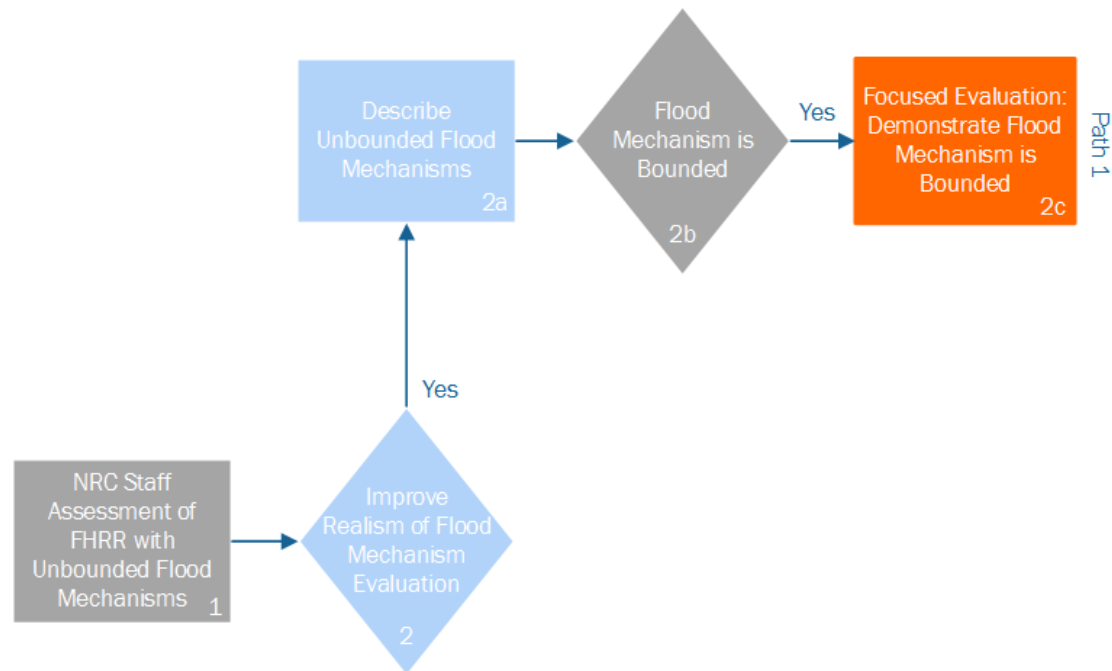 Describe
Unbounded Flood
Mechanisms
2a
Flood
Mechanism is
Bounded
2b
Yes
Focused Evaluation:
Demonstrate Flood
Mechanism is
Bounded
2c
Path 1
Yes
NRC Staff
Assessment of
FHRR with
Unbounded Flood
Mechanisms
1
Improve
Realism of Flood
Mechanism
Evaluation
2